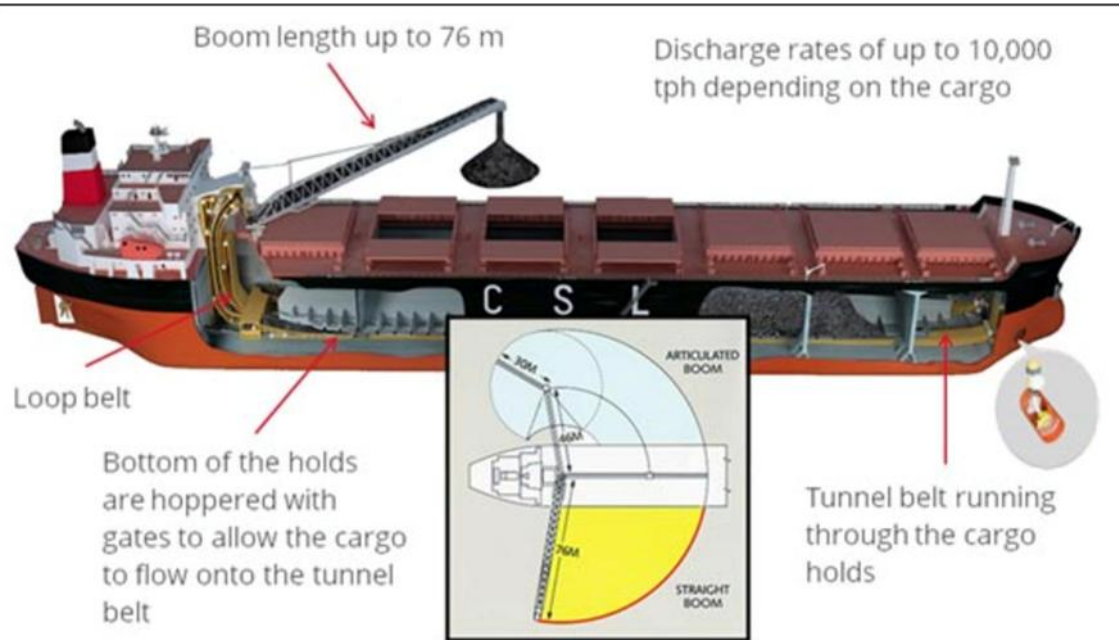 Boom length up to 76 m
Discharge rates of up to 10,000
tph depending on the cargo
C S L
Loop belt
Bottom of the holds
are hoppered with
gates to allow the cargo
to flow onto the tunnel
belt
30M
ARTICULATED
BOOM
46M
76M
STRAIGHT
BOOM
Tunnel belt running
through the cargo
holds